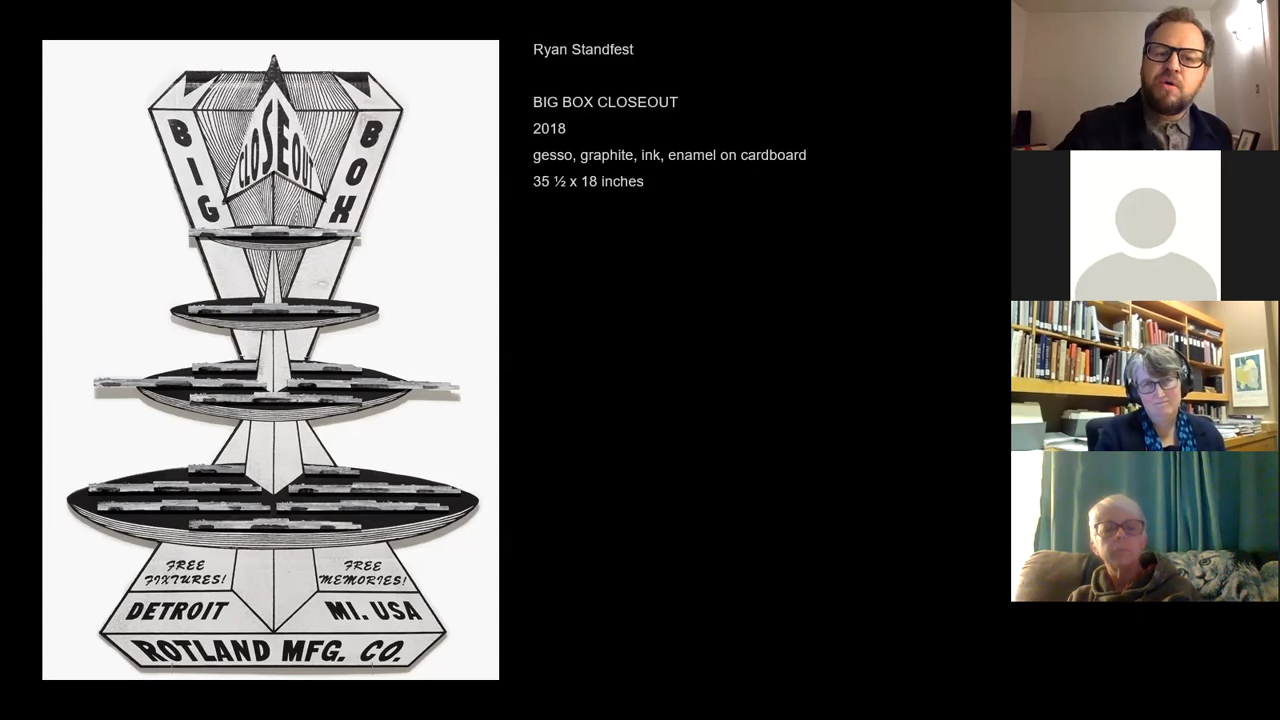 BIG
CLOSEOUT
BOX
FREE
FIXTURES!
FREE
MEMORIES!
DETROIT
MI. USA
ROTLAND MFG. CO.
Ryan Standfest
BIG BOX CLOSEOUT
2018
gesso, graphite, ink, enamel on cardboard
35 ½ x 18 inches